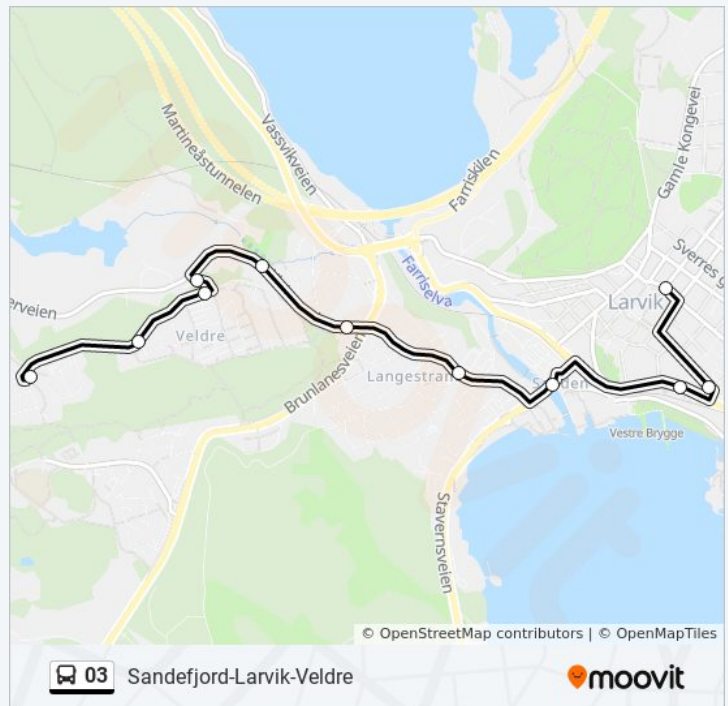 Martineåstunnelen
Vassvikveien
Farriskilen
Gamle Kongevei
Sverres g
Farriselva
Larvik
erveien
Veldre
Brunlanesveien
Langestran
Vestre Brygge
Stavernsveien
© OpenStreetMap contributors | © OpenMapTiles
03 Sandefjord-Larvik-Veldre
moovit